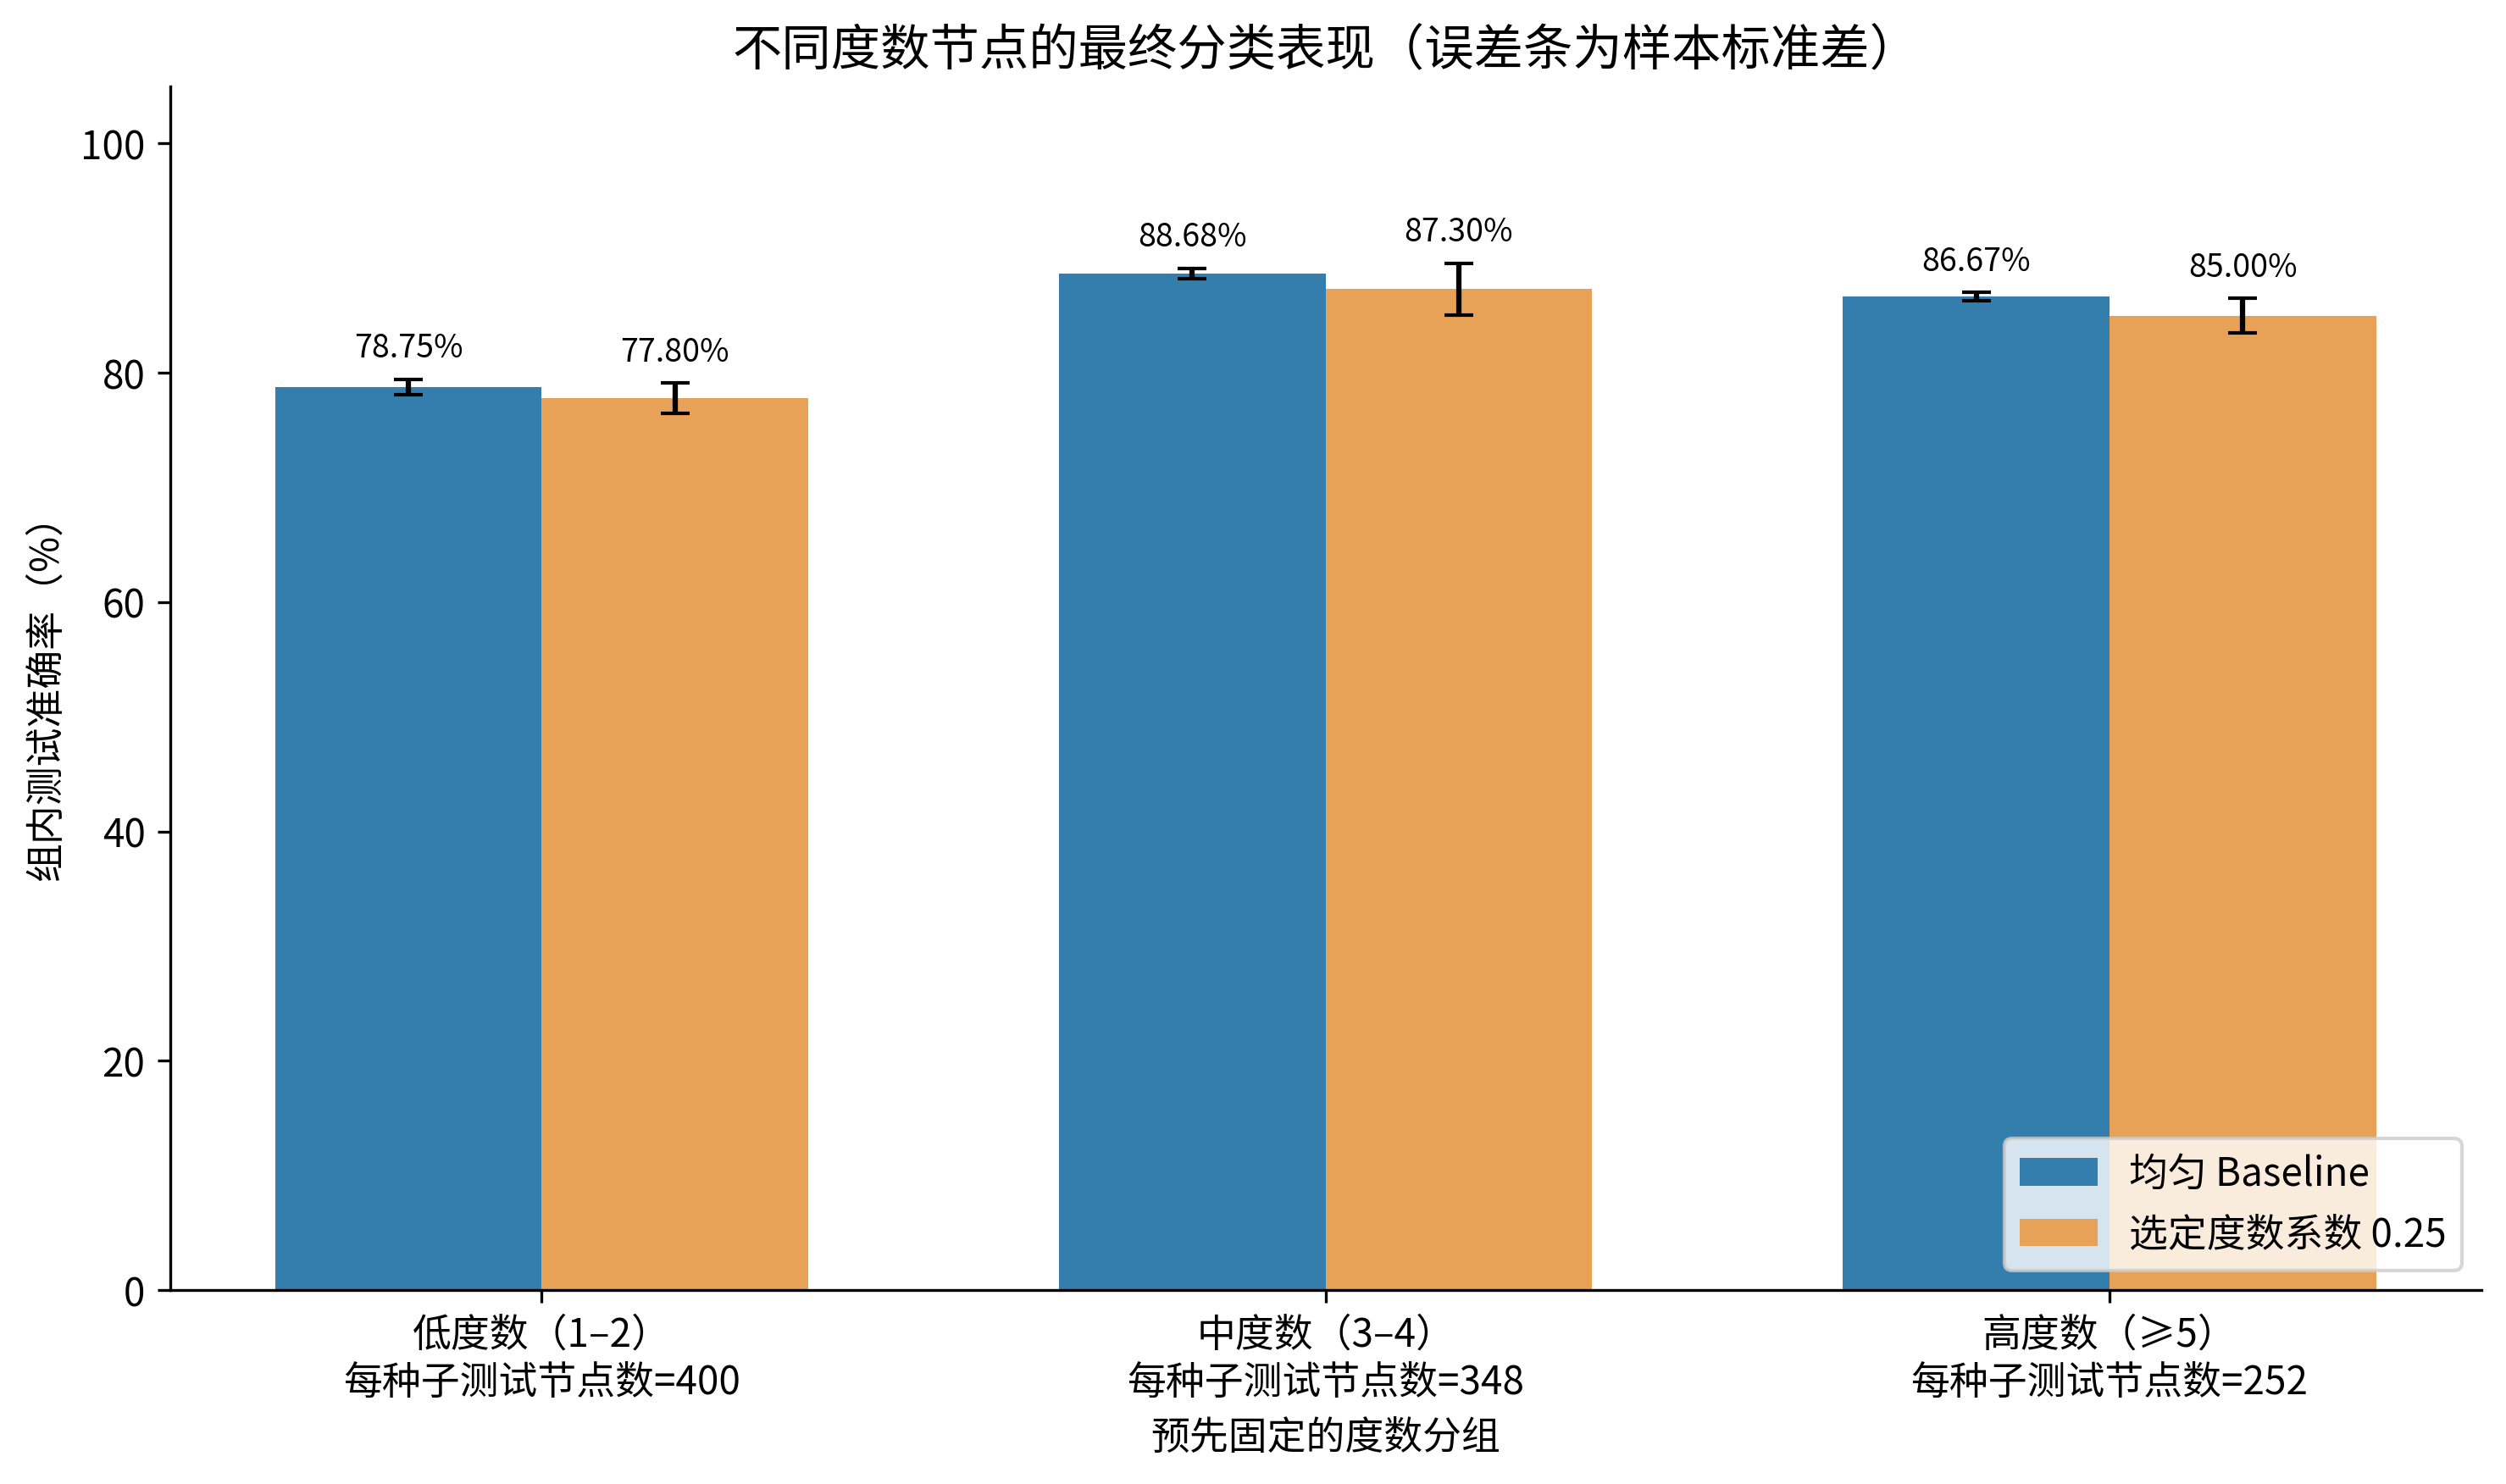 不同度数节点的最终分类表现（误差条为样本标准差）
组内测试准确率（%）
100
80
60
40
20
0
78.75%
77.80%
88.68%
87.30%
86.67%
85.00%
均匀 Baseline
选定度数系数 0.25
低度数（1–2）
每种子测试节点数=400
中度数（3–4）
每种子测试节点数=348
高度数（≥5）
每种子测试节点数=252
预先固定的度数分组